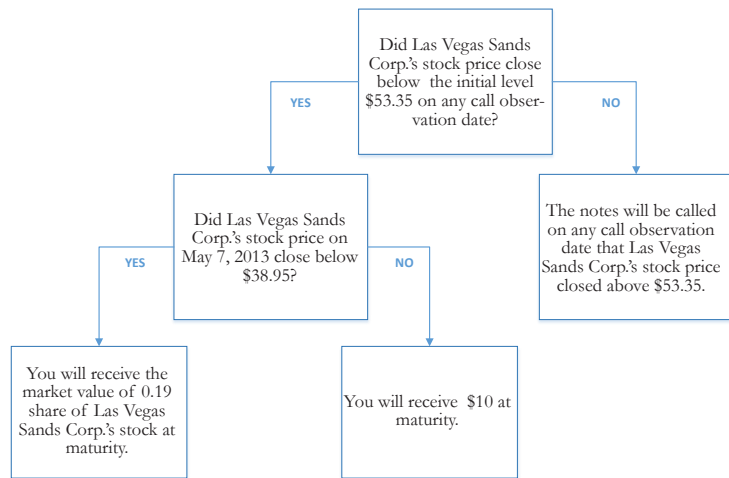 Did Las Vegas Sands
Corp.'s stock price close
below the initial level
$53.35 on any call obser-
vation date?
YES
NO
Did Las Vegas Sands
Corp.'s stock price on
May 7, 2013 close below
$38.95?
The notes will be called
on any call observation
date that Las Vegas
Sands Corp.'s stock price
closed above $53.35.
YES
NO
You will receive the
market value of 0.19
share of Las Vegas
Sands Corp.'s stock at
maturity.
You will receive $10 at
maturity.